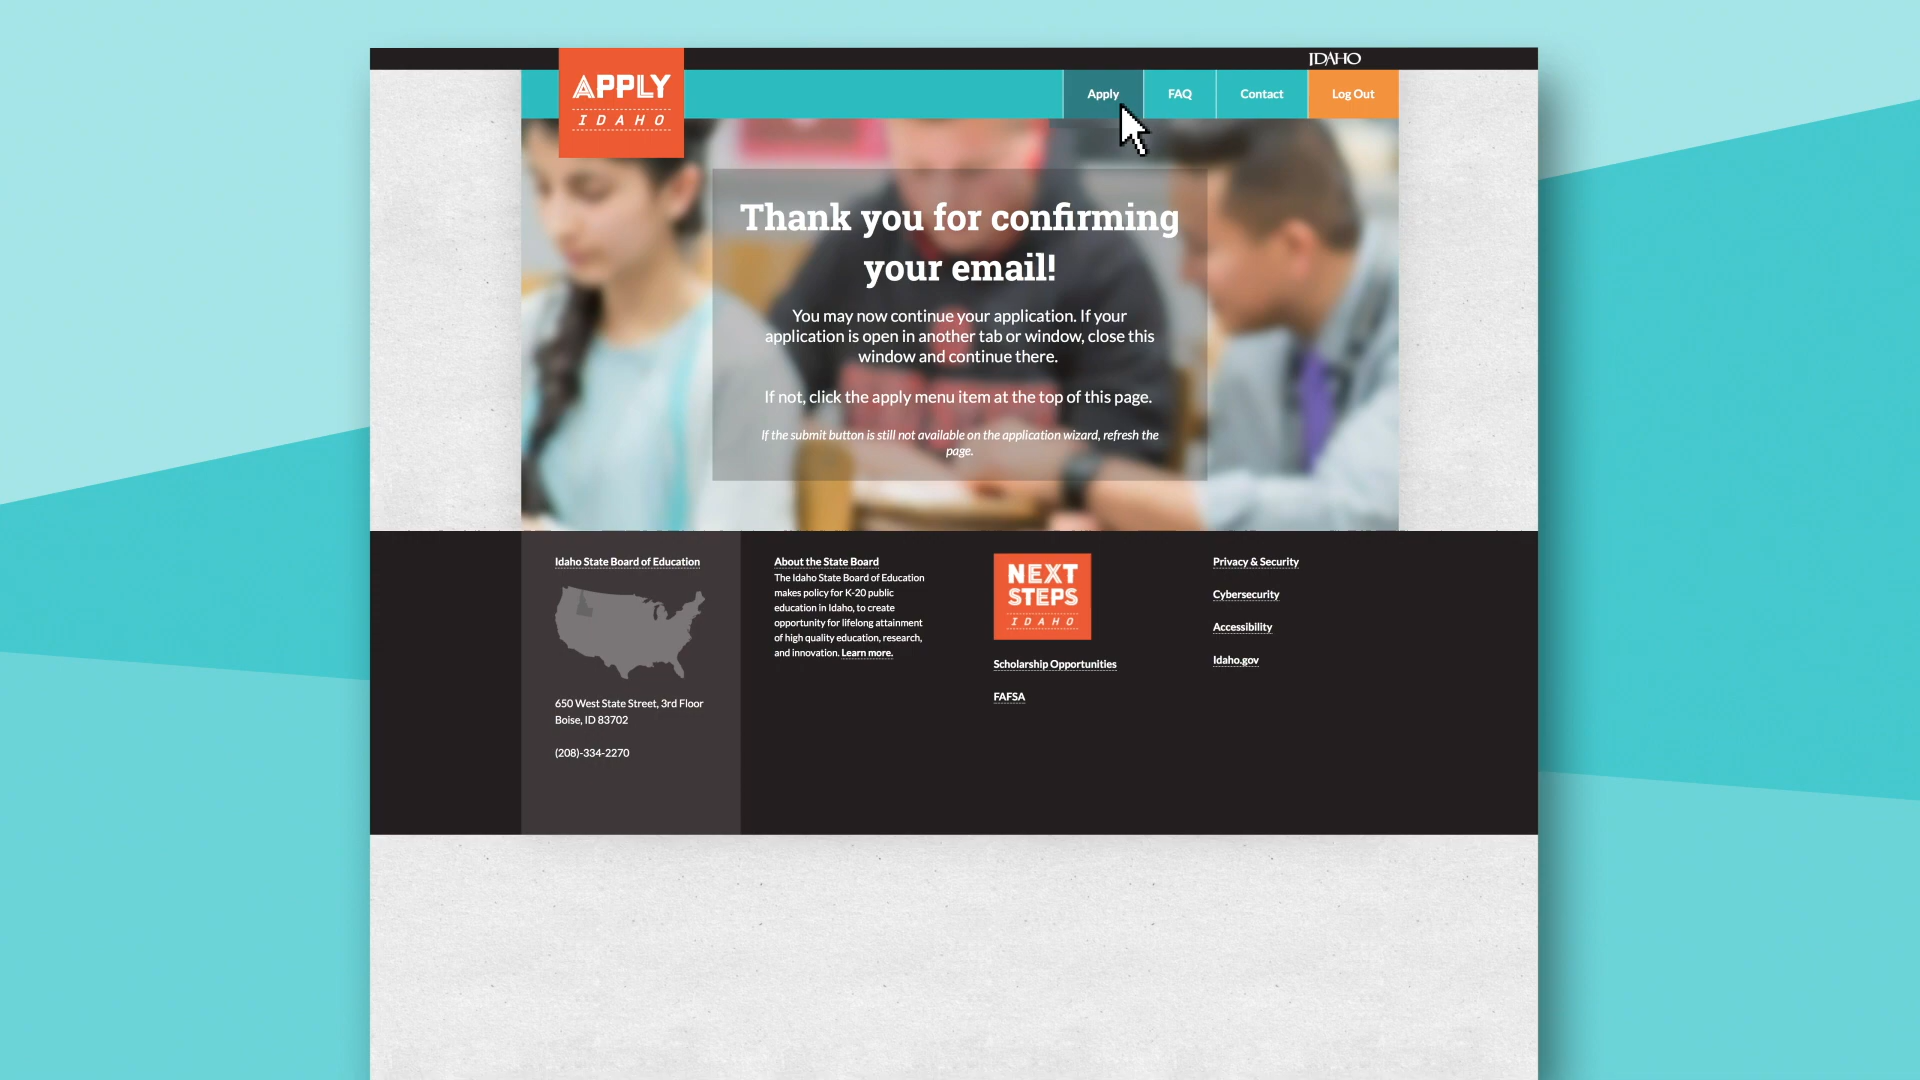 IDAHO
APPLY
IDAHO
Apply
FAQ
Contact
Log Out
Thank you for confirming
your email!
You may now continue your application. If your
application is open in another tab or window, close this
window and continue there.
If not, click the apply menu item at the top of this page.
If the submit button is still not available on the application wizard, refresh the
page.
Idaho State Board of Education
650 West State Street, 3rd Floor
Boise, ID 83702
(208)-334-2270
About the State Board
The Idaho State Board of Education
makes policy for K-20 public
education in Idaho, to create
opportunity for lifelong attainment
of high quality education, research,
and innovation. Learn more.
NEXT
STEPS
IDAHO
Scholarship Opportunities
FAFSA
Privacy & Security
Cybersecurity
Accessibility
Idaho.gov